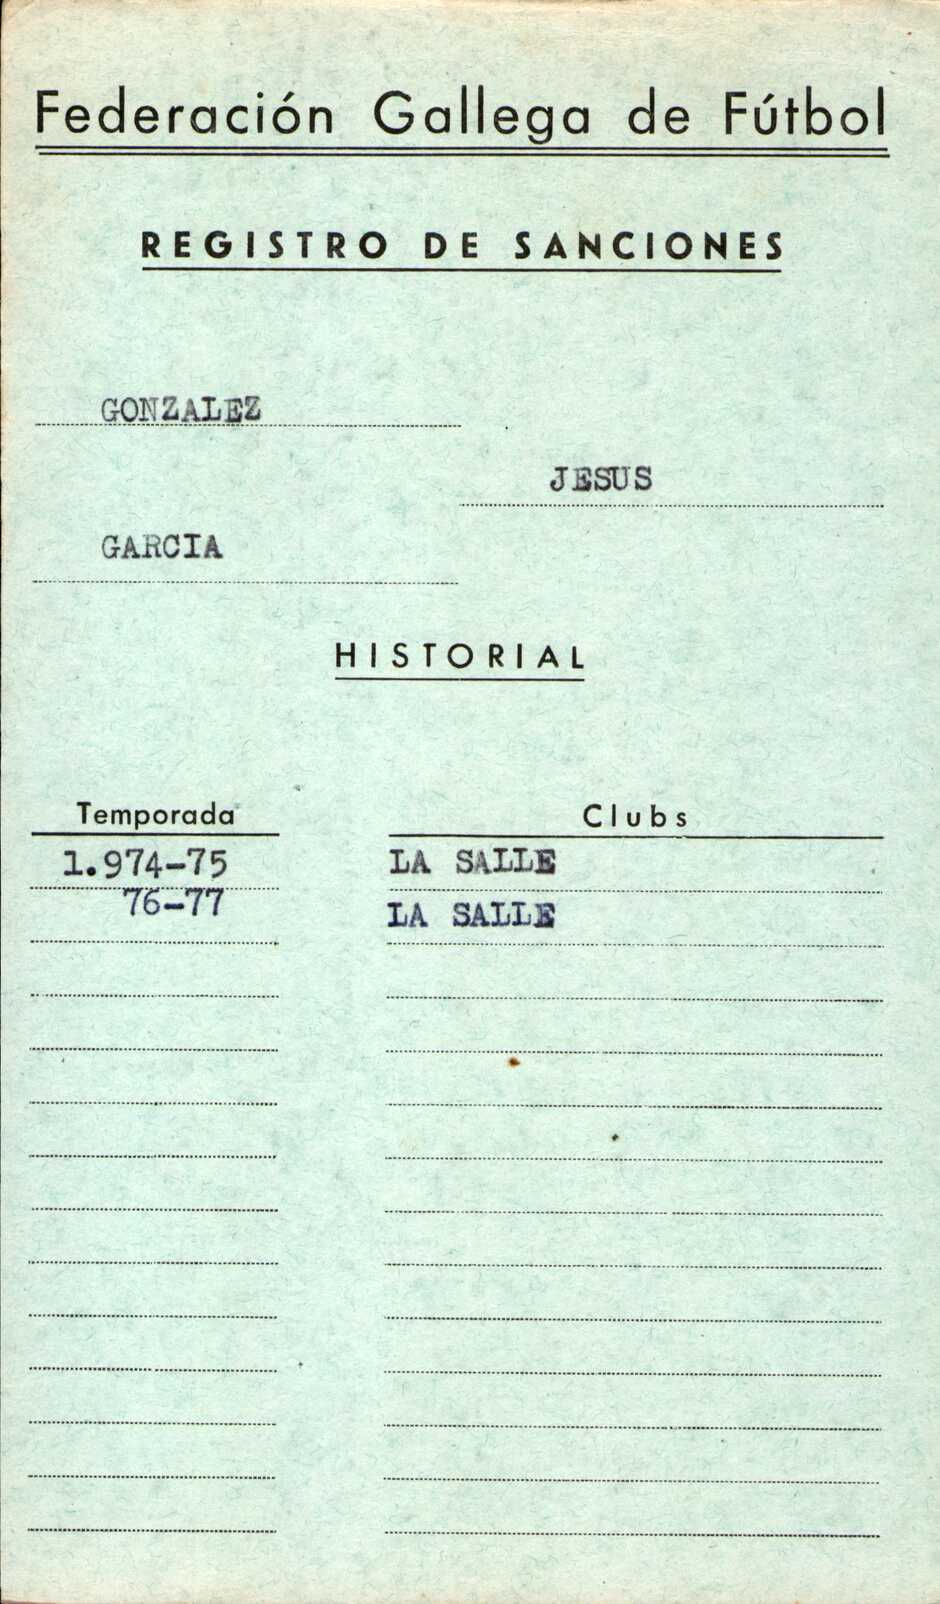 Federación Gallega de Fútbol
REGISTRO DE SANCIONES
GONZALEZ
JESUS
GARCIA
HISTORIAL
Temporada Clubs
1.974-75 LA SALLE
76-77 LA SALLE